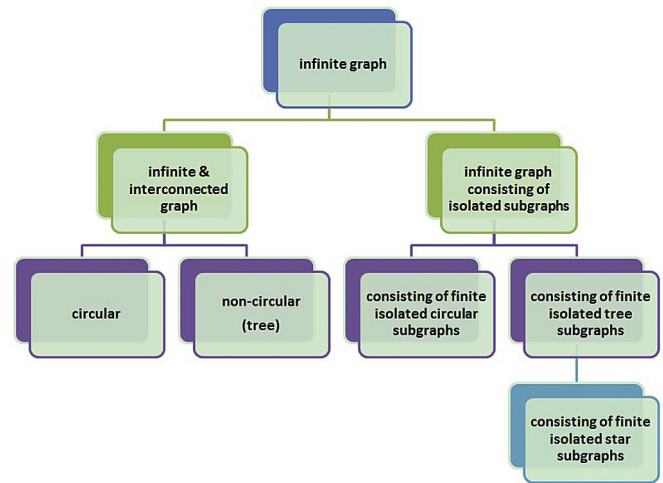 infinite graph
infinite &
interconnected
graph
infinite graph
consisting of
isolated subgraphs
circular
non-circular
(tree)
consisting of finite
isolated circular
subgraphs
consisting of finite
isolated tree
subgraphs
consisting of finite
isolated star
subgraphs